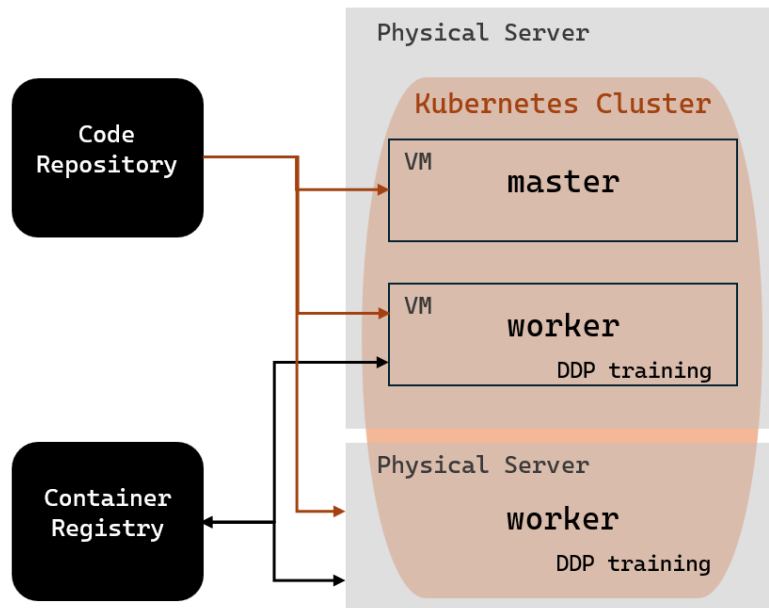 Physical Server
Kubernetes Cluster
Code
Repository
VM
master
VM
worker
DDP training
Container
Registry
Physical Server
worker
DDP training